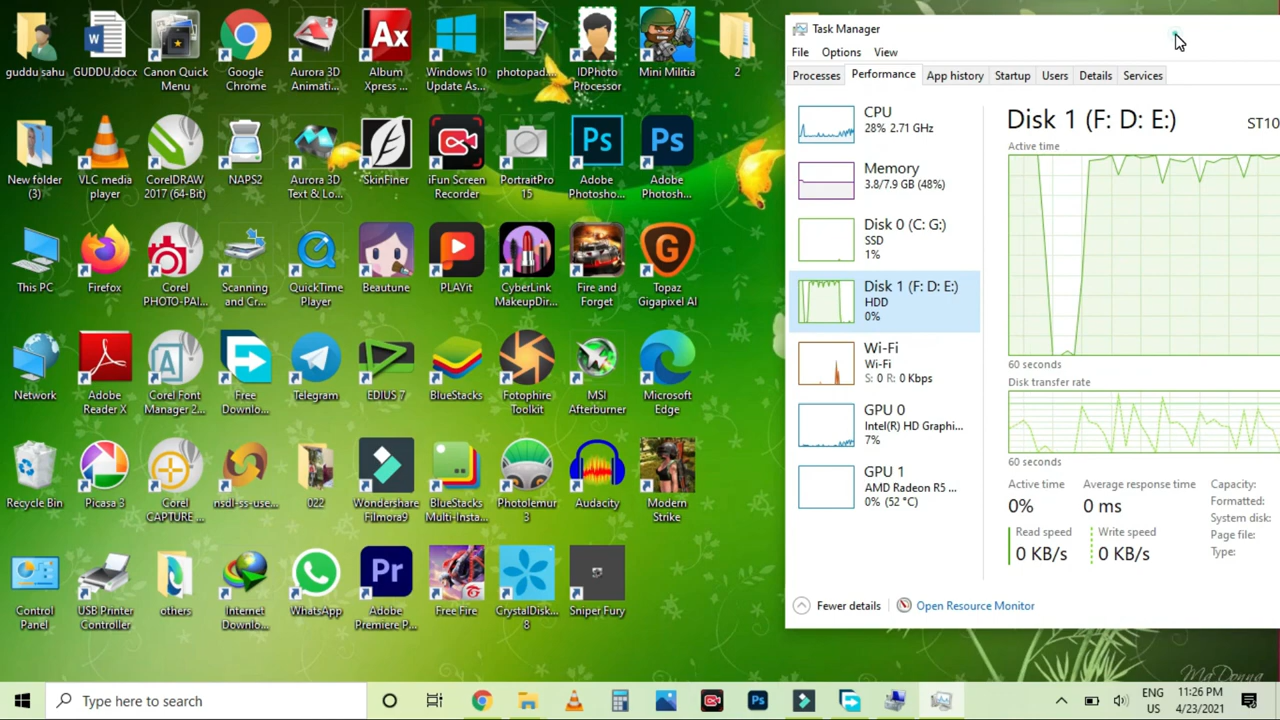 guddu sahu
GUDDU.docx
Canon Quick
Menu
Google
Chrome
Aurora 3D
Animati...
Album
Xpress ...
Windows 10
Update As...
photopad...
IDPhoto
Processor
Mini Militia
2
New folder
(3)
VLC media
player
CorelDRAW
2017 (64-Bit)
NAPS2
Aurora 3D
Text & Lo...
SkinFiner
iFun Screen
Recorder
PortraitPro
15
Adobe
Photosho...
Adobe
Photosh...
This PC
Firefox
Corel
PHOTO-PAI...
Scanning
and Cr...
QuickTime
Player
Beautune
PLAYit
CyberLink
MakeupDir...
Fire and
Forget
Topaz
Gigapixel AI
Network
Adobe
Reader X
Corel Font
Manager 2...
Free
Downlo...
Telegram
EDIUS 7
BlueStacks
Fotophire
Toolkit
MSI
Afterburner
Microsoft
Edge
Recycle Bin
Picasa 3
Corel
CAPTURE ...
nsdl-ss-use...
022
Wondershare
Filmora9
BlueStacks
Multi-Insta...
Photolemur
3
Audacity
Modern
Strike
Control
Panel
USB Printer
Controller
others
Internet
Downlo...
WhatsApp
Adobe
Premiere P...
Free Fire
CrystalDisk...
8
Sniper Fury
Ax
Ps
Ps
Pr
Task Manager
File Options View
Processes Performance App history Startup Users Details Services
CPU
28% 2.71 GHz
Memory
3.8/7.9 GB (48%)
Disk 0 (C: G:)
SSD
1%
Disk 1 (F: D: E:)
HDD
0%
Wi-Fi
Wi-Fi
S: 0 R: 0 Kbps
GPU 0
Intel(R) HD Graphi...
7%
GPU 1
AMD Radeon R5 ...
0% (52 °C)
Disk 1 (F: D: E:) ST10
Active time
60 seconds
Disk transfer rate
60 seconds
Active time Average response time Capacity:
0% 0 ms Formatted:
System disk:
Read speed Write speed Page file:
0 KB/s 0 KB/s Type:
Fewer details Open Resource Monitor
Type here to search
Ps
ENG
US
11:26 PM
4/23/2021